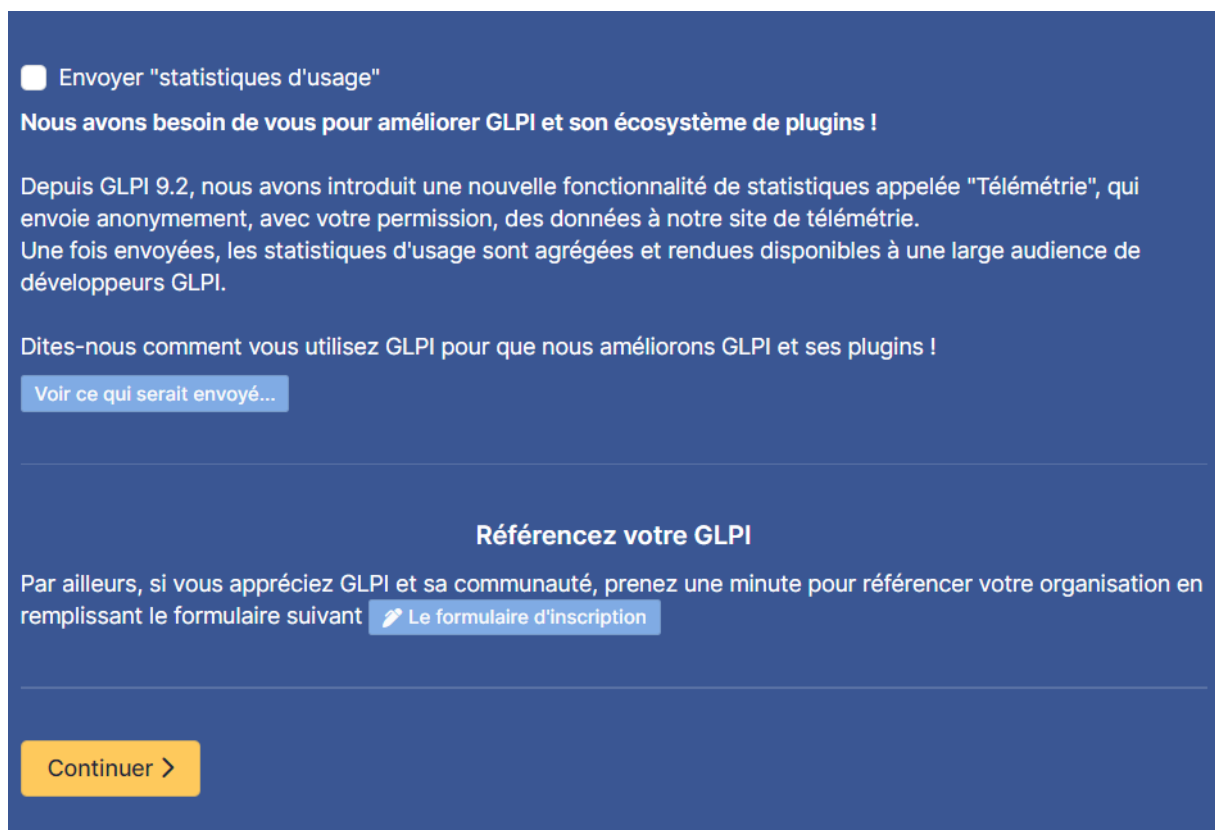 Envoyer "statistiques d'usage"
Nous avons besoin de vous pour améliorer GLPI et son écosystème de plugins !
Depuis GLPI 9.2, nous avons introduit une nouvelle fonctionnalité de statistiques appelée "Télémétrie", qui
envoie anonymement, avec votre permission, des données à notre site de télémétrie.
Une fois envoyées, les statistiques d'usage sont agrégées et rendues disponibles à une large audience de
développeurs GLPI.
Dites-nous comment vous utilisez GLPI pour que nous améliorons GLPI et ses plugins !
Voir ce qui serait envoyé...
Référencez votre GLPI
Par ailleurs, si vous appréciez GLPI et sa communauté, prenez une minute pour référencer votre organisation en
remplissant le formulaire suivant Le formulaire d'inscription
Continuer